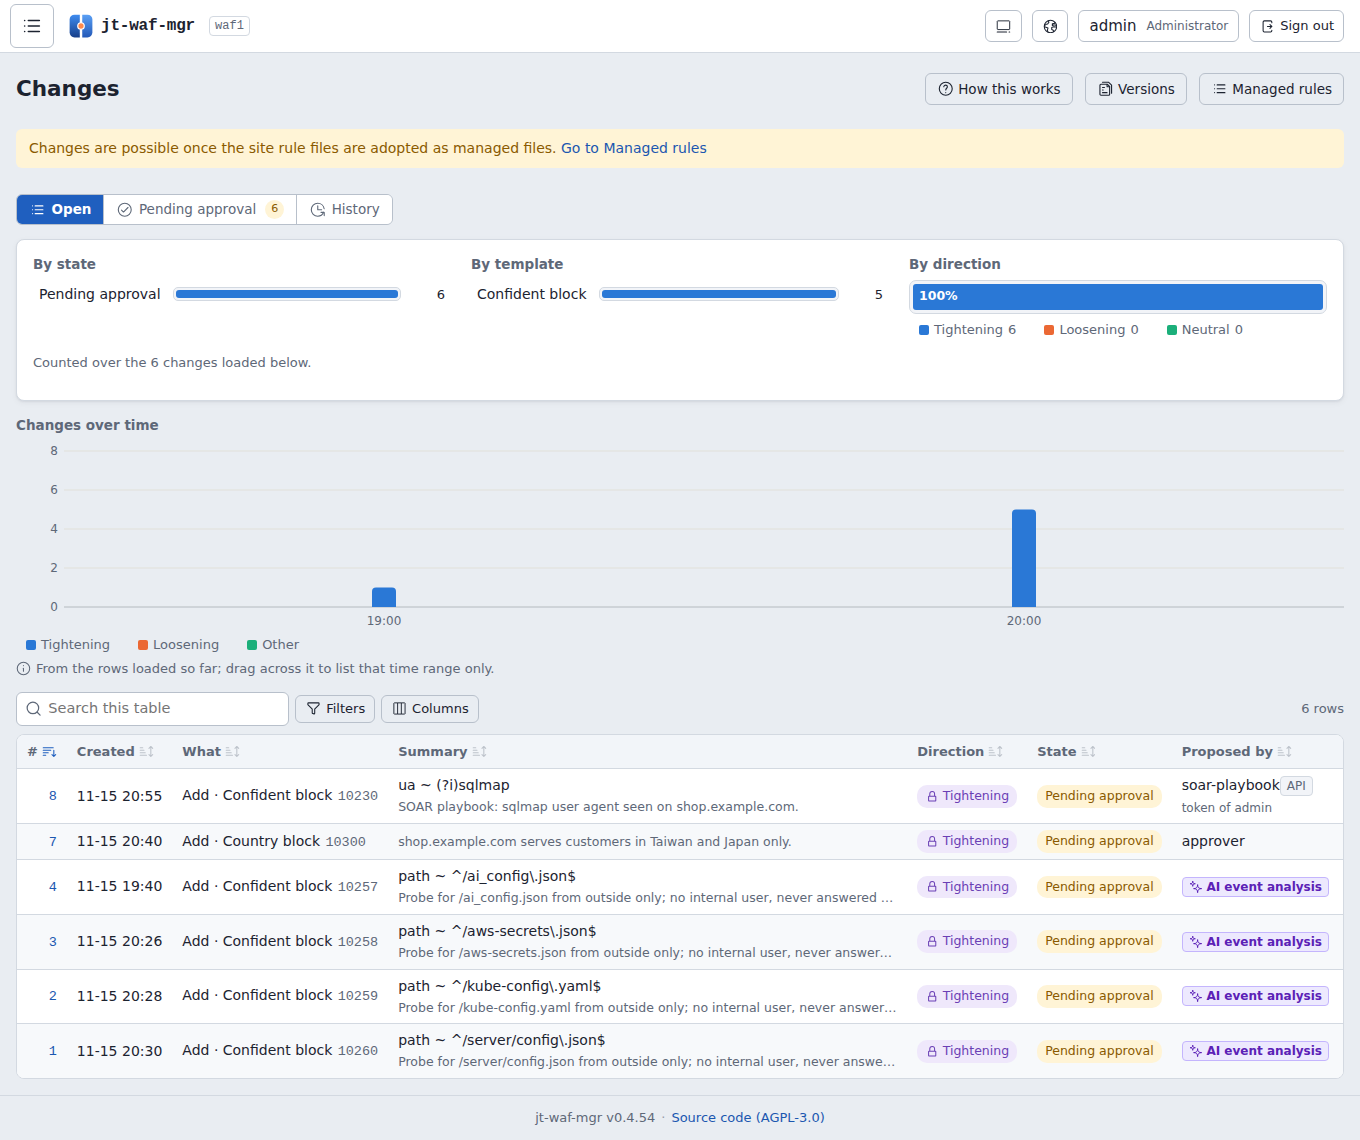 jt-waf-mgr waf1 admin Administrator Sign out
Changes How this works Versions Managed rules
Changes are possible once the site rule files are adopted as managed files. Go to Managed rules
Open Pending approval 6 History
By state By template By direction
Pending approval 6 Confident block 5 100%
Tightening 6 Loosening 0 Neutral 0
Counted over the 6 changes loaded below.
Changes over time
8
6
4
2
0
19:00 20:00
Tightening Loosening Other
From the rows loaded so far; drag across it to list that time range only.
Search this table Filters Columns 6 rows
# Created What Summary Direction State Proposed by
8 11-15 20:55 Add · Confident block 10230 ua ~ (?i)sqlmap Tightening Pending approval soar-playbook API
SOAR playbook: sqlmap user agent seen on shop.example.com. token of admin
7 11-15 20:40 Add · Country block 10300 shop.example.com serves customers in Taiwan and Japan only. Tightening Pending approval approver
4 11-15 19:40 Add · Confident block 10257 path ~ ^/ai_config\.json$ Tightening Pending approval AI event analysis
Probe for /ai_config.json from outside only; no internal user, never answered …
3 11-15 20:26 Add · Confident block 10258 path ~ ^/aws-secrets\.json$ Tightening Pending approval AI event analysis
Probe for /aws-secrets.json from outside only; no internal user, never answer…
2 11-15 20:28 Add · Confident block 10259 path ~ ^/kube-config\.yaml$ Tightening Pending approval AI event analysis
Probe for /kube-config.yaml from outside only; no internal user, never answer…
1 11-15 20:30 Add · Confident block 10260 path ~ ^/server/config\.json$ Tightening Pending approval AI event analysis
Probe for /server/config.json from outside only; no internal user, never answe…
jt-waf-mgr v0.4.54 · Source code (AGPL-3.0)